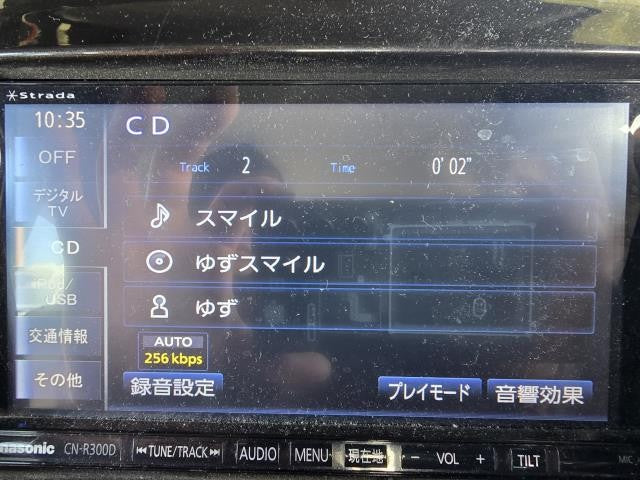 Strada
10:35
CD
OFF
Track 2 Time 0'02"
デジタル
TV
スマイル
CD
ゆずスマイル
iPod/
USB
ゆず
交通情報
AUTO
256 kbps
その他
録音設定
プレイモード
音響効果
nasonic CN-R300D TUNE/TRACK AUDIO MENU 現在地 - VOL + TILT MIC